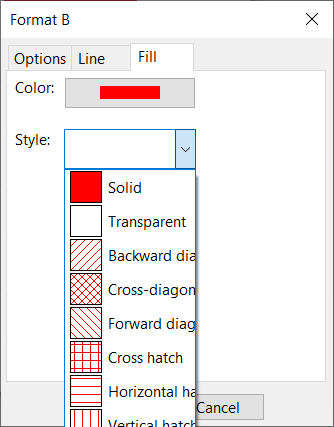 Format B
Options Line Fill
Color:
Style:
Solid
Transparent
Backward dia
Cross-diagon
Forward diag
Cross hatch
Horizontal ha
Vertical hatch
Cancel